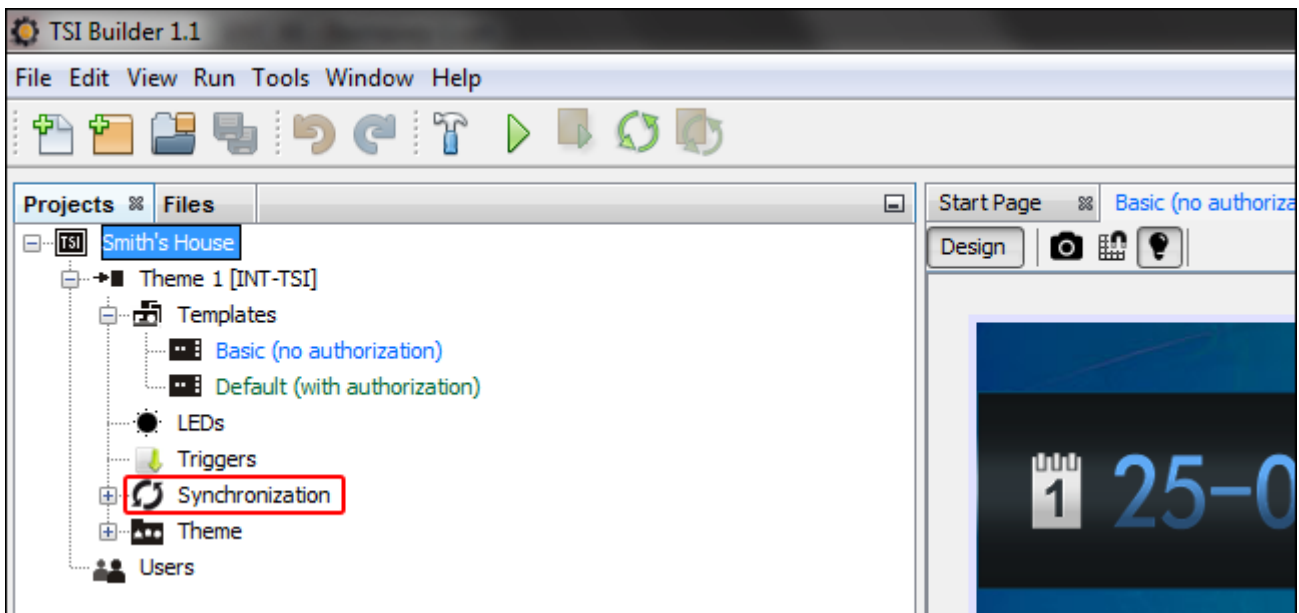 TSI Builder 1.1
File Edit View Run Tools Window Help
Projects Files
Start Page Basic (no authoriza
TSI Smith's House
Design
Theme 1 [INT-TSI]
Templates
Basic (no authorization)
Default (with authorization)
LEDs
Triggers
Synchronization
Theme
Users
1 25-0